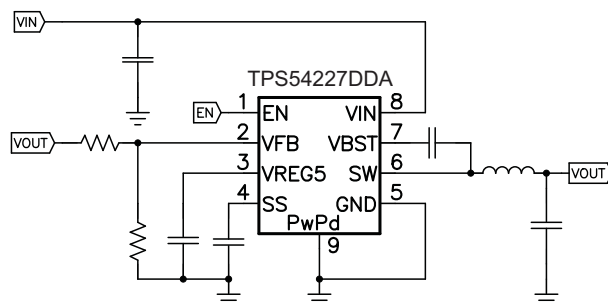 VIN
TPS54227DDA
EN
1 EN VIN 8
VOUT
2 VFB VBST 7
3 VREG5 SW 6
VOUT
4 SS GND 5
PwPd
9